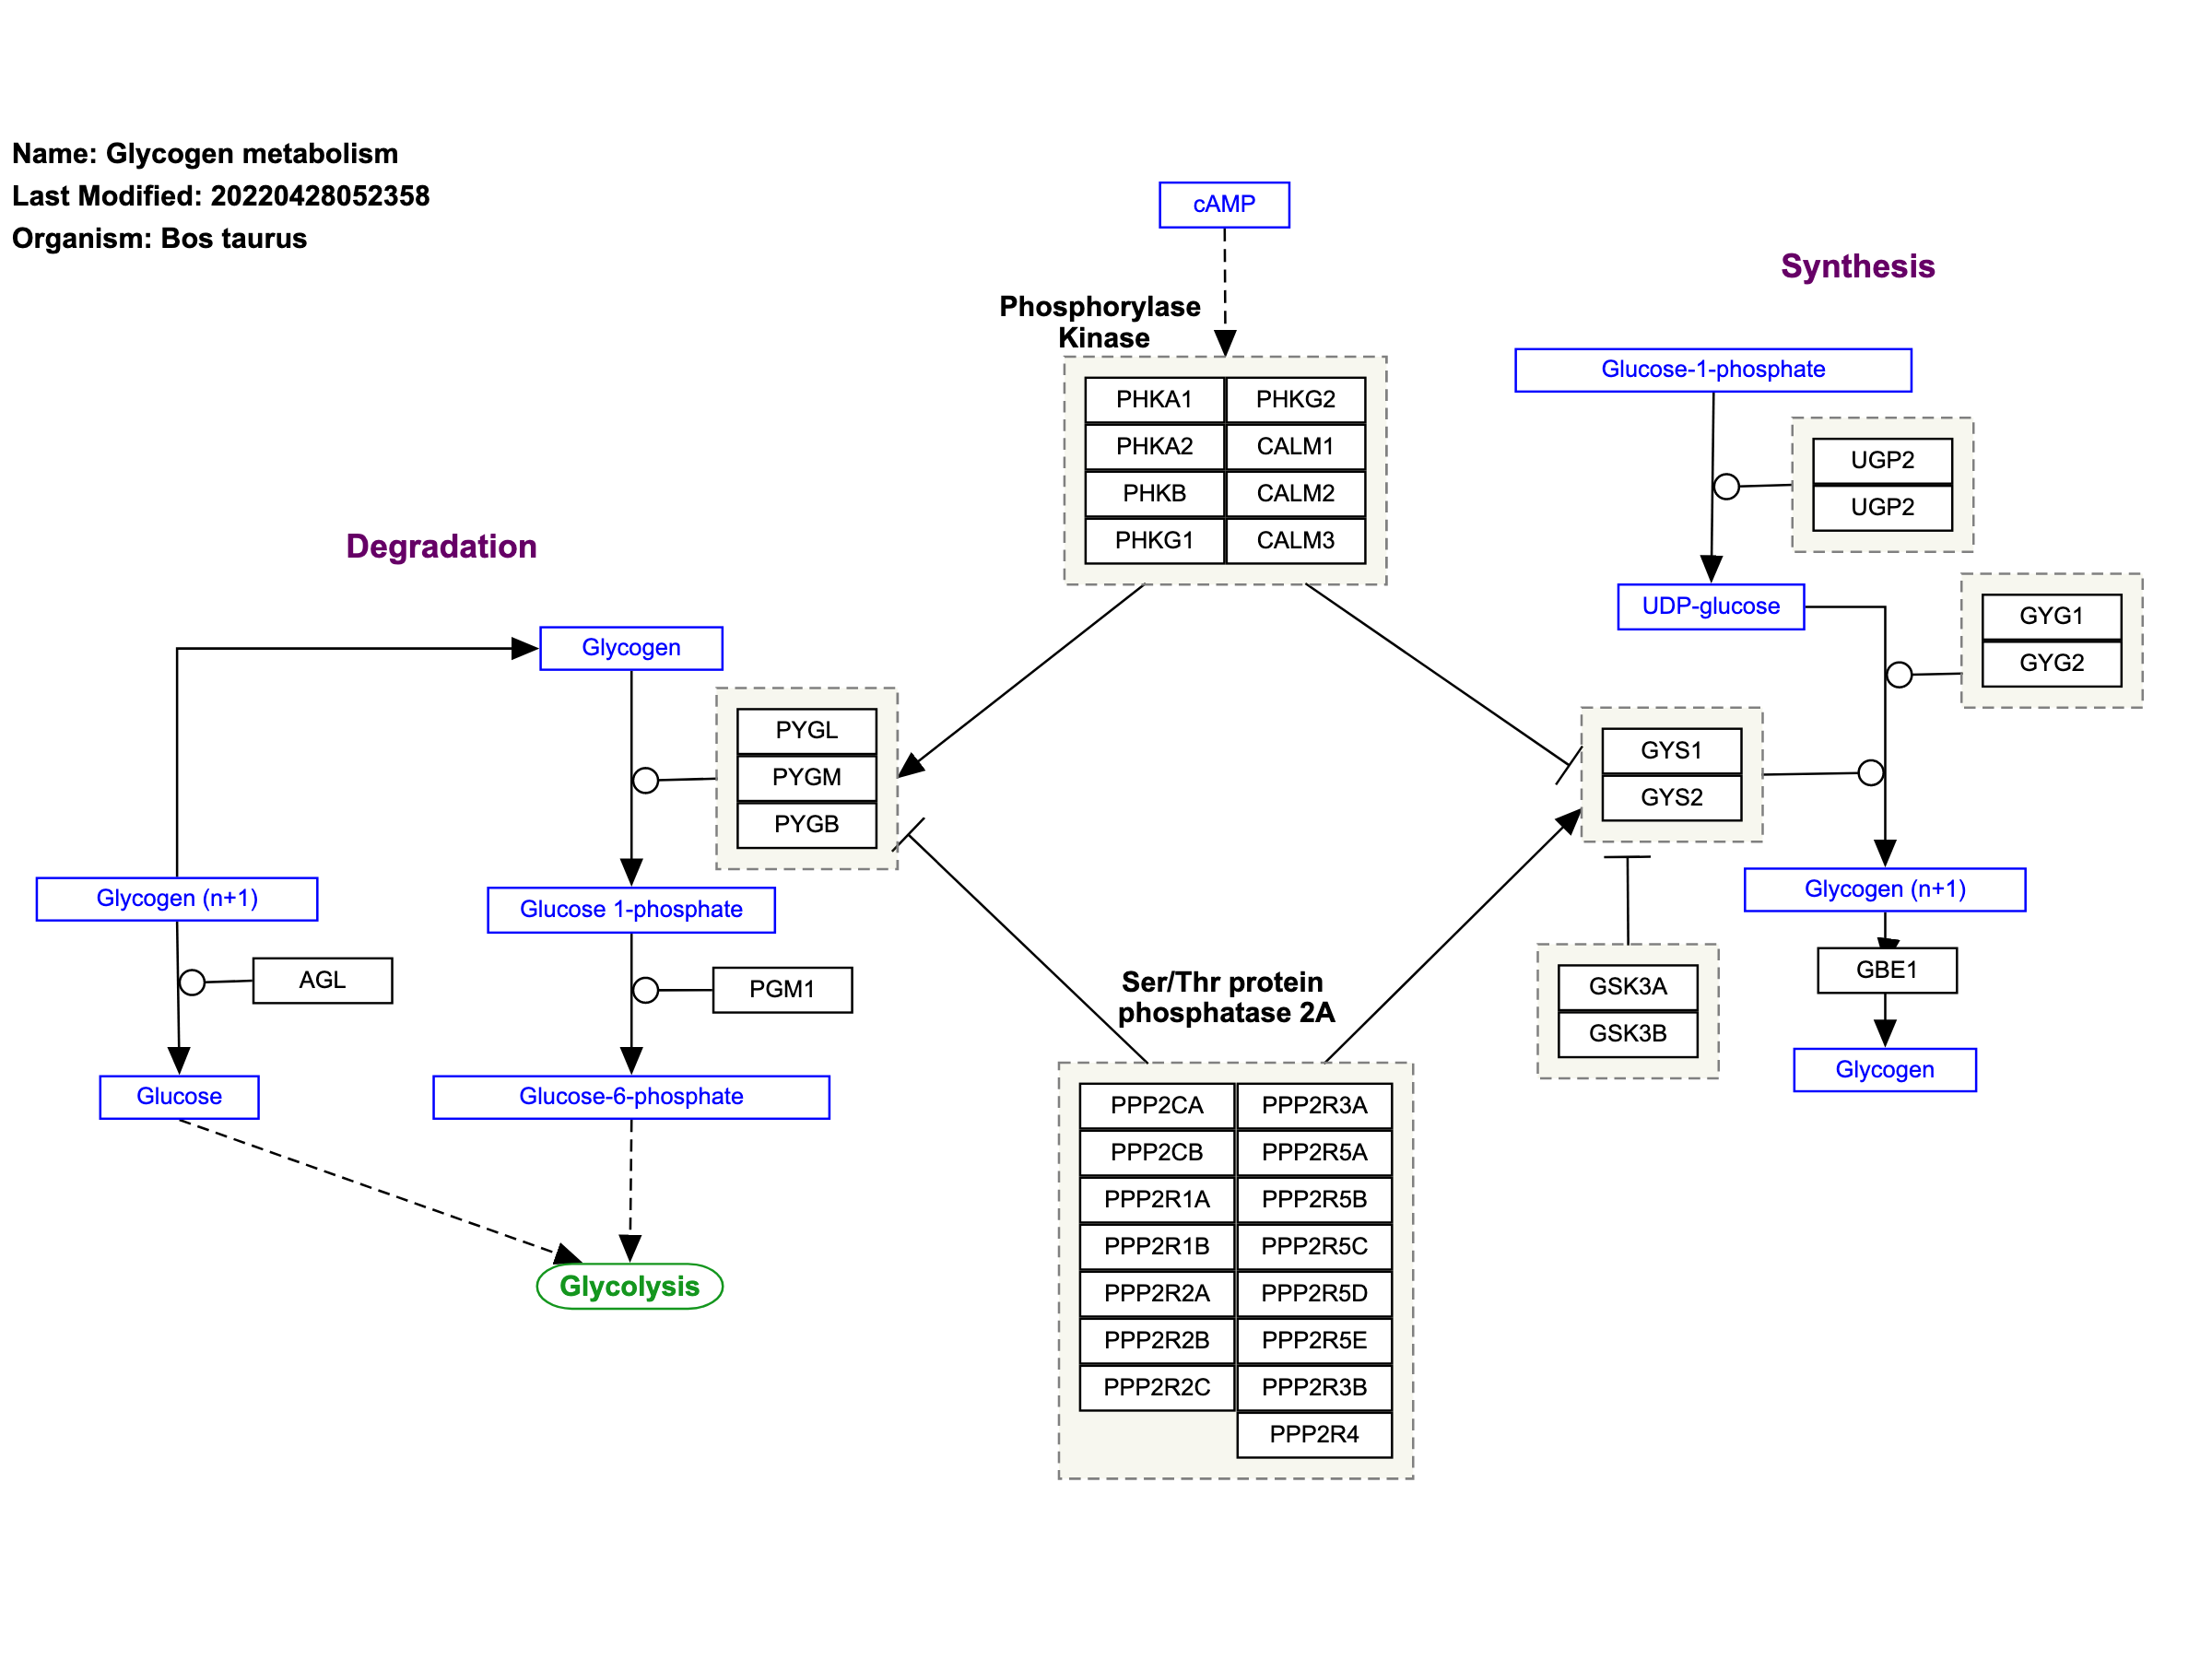 Name: Glycogen metabolism
Last Modified: 20220428052358
Organism: Bos taurus
cAMP
Synthesis
Phosphorylase
Kinase
Glucose-1-phosphate
PHKA1
PHKG2
PHKA2
CALM1
PHKB
CALM2
PHKG1
CALM3
UGP2
UGP2
Degradation
UDP-glucose
GYG1
GYG2
Glycogen
PYGL
PYGM
PYGB
GYS1
GYS2
Glycogen (n+1)
Glucose 1-phosphate
Glycogen (n+1)
AGL
PGM1
Ser/Thr protein
phosphatase 2A
GSK3A
GSK3B
GBE1
Glycogen
Glucose
Glucose-6-phosphate
PPP2CA
PPP2R3A
PPP2CB
PPP2R5A
PPP2R1A
PPP2R5B
PPP2R1B
PPP2R5C
PPP2R2A
PPP2R5D
PPP2R2B
PPP2R5E
PPP2R2C
PPP2R3B
PPP2R4
Glycolysis